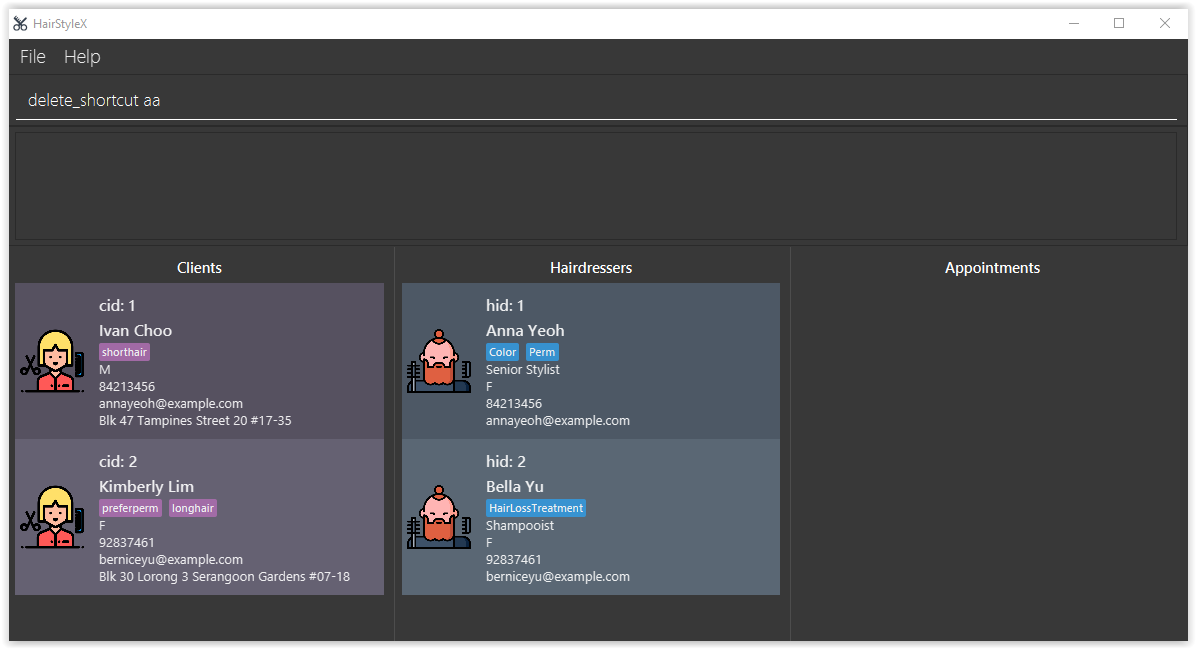 HairStyleX
File Help
delete_shortcut aa
Clients
cid: 1
Ivan Choo
shorthair
M
84213456
annayeoh@example.com
Blk 47 Tampines Street 20 #17-35
cid: 2
Kimberly Lim
preferperm longhair
F
92837461
berniceyu@example.com
Blk 30 Lorong 3 Serangoon Gardens #07-18
Hairdressers
hid: 1
Anna Yeoh
Color Perm
Senior Stylist
F
84213456
annayeoh@example.com
hid: 2
Bella Yu
HairLossTreatment
Shampooist
F
92837461
berniceyu@example.com
Appointments